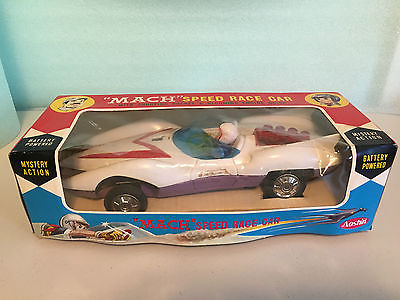 "MACH" SPEED RACE CAR
BATTERY
POWERED
MYSTERY
ACTION
MYSTERY
ACTION
BATTERY
POWERED
"MACH" SPEED RACE CAR
Aoshin